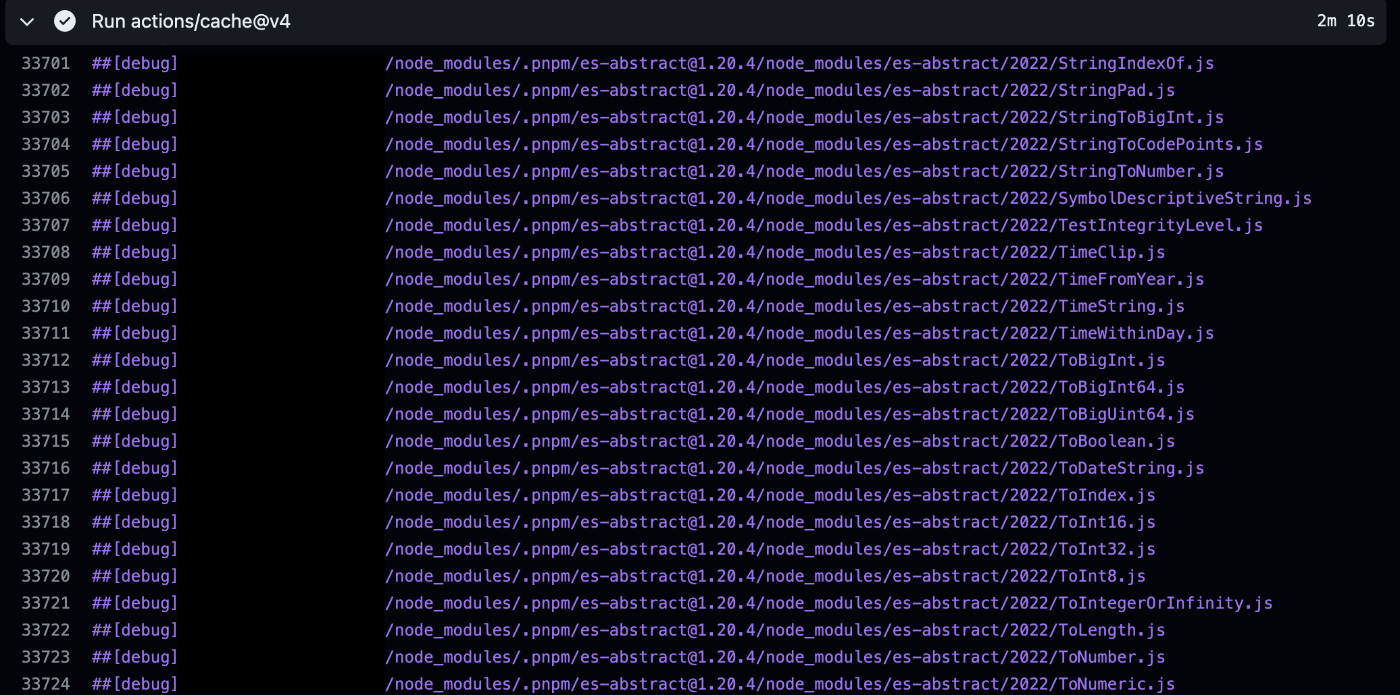 Run actions/cache@v4 2m 10s
33701 ##[debug] /node_modules/.pnpm/es-abstract@1.20.4/node_modules/es-abstract/2022/StringIndexOf.js
33702 ##[debug] /node_modules/.pnpm/es-abstract@1.20.4/node_modules/es-abstract/2022/StringPad.js
33703 ##[debug] /node_modules/.pnpm/es-abstract@1.20.4/node_modules/es-abstract/2022/StringToBigInt.js
33704 ##[debug] /node_modules/.pnpm/es-abstract@1.20.4/node_modules/es-abstract/2022/StringToCodePoints.js
33705 ##[debug] /node_modules/.pnpm/es-abstract@1.20.4/node_modules/es-abstract/2022/StringToNumber.js
33706 ##[debug] /node_modules/.pnpm/es-abstract@1.20.4/node_modules/es-abstract/2022/SymbolDescriptiveString.js
33707 ##[debug] /node_modules/.pnpm/es-abstract@1.20.4/node_modules/es-abstract/2022/TestIntegrityLevel.js
33708 ##[debug] /node_modules/.pnpm/es-abstract@1.20.4/node_modules/es-abstract/2022/TimeClip.js
33709 ##[debug] /node_modules/.pnpm/es-abstract@1.20.4/node_modules/es-abstract/2022/TimeFromYear.js
33710 ##[debug] /node_modules/.pnpm/es-abstract@1.20.4/node_modules/es-abstract/2022/TimeString.js
33711 ##[debug] /node_modules/.pnpm/es-abstract@1.20.4/node_modules/es-abstract/2022/TimeWithinDay.js
33712 ##[debug] /node_modules/.pnpm/es-abstract@1.20.4/node_modules/es-abstract/2022/ToBigInt.js
33713 ##[debug] /node_modules/.pnpm/es-abstract@1.20.4/node_modules/es-abstract/2022/ToBigInt64.js
33714 ##[debug] /node_modules/.pnpm/es-abstract@1.20.4/node_modules/es-abstract/2022/ToBigUint64.js
33715 ##[debug] /node_modules/.pnpm/es-abstract@1.20.4/node_modules/es-abstract/2022/ToBoolean.js
33716 ##[debug] /node_modules/.pnpm/es-abstract@1.20.4/node_modules/es-abstract/2022/ToDateString.js
33717 ##[debug] /node_modules/.pnpm/es-abstract@1.20.4/node_modules/es-abstract/2022/ToIndex.js
33718 ##[debug] /node_modules/.pnpm/es-abstract@1.20.4/node_modules/es-abstract/2022/ToInt16.js
33719 ##[debug] /node_modules/.pnpm/es-abstract@1.20.4/node_modules/es-abstract/2022/ToInt32.js
33720 ##[debug] /node_modules/.pnpm/es-abstract@1.20.4/node_modules/es-abstract/2022/ToInt8.js
33721 ##[debug] /node_modules/.pnpm/es-abstract@1.20.4/node_modules/es-abstract/2022/ToIntegerOrInfinity.js
33722 ##[debug] /node_modules/.pnpm/es-abstract@1.20.4/node_modules/es-abstract/2022/ToLength.js
33723 ##[debug] /node_modules/.pnpm/es-abstract@1.20.4/node_modules/es-abstract/2022/ToNumber.js
33724 ##[debug] /node_modules/.pnpm/es-abstract@1.20.4/node_modules/es-abstract/2022/ToNumeric.js